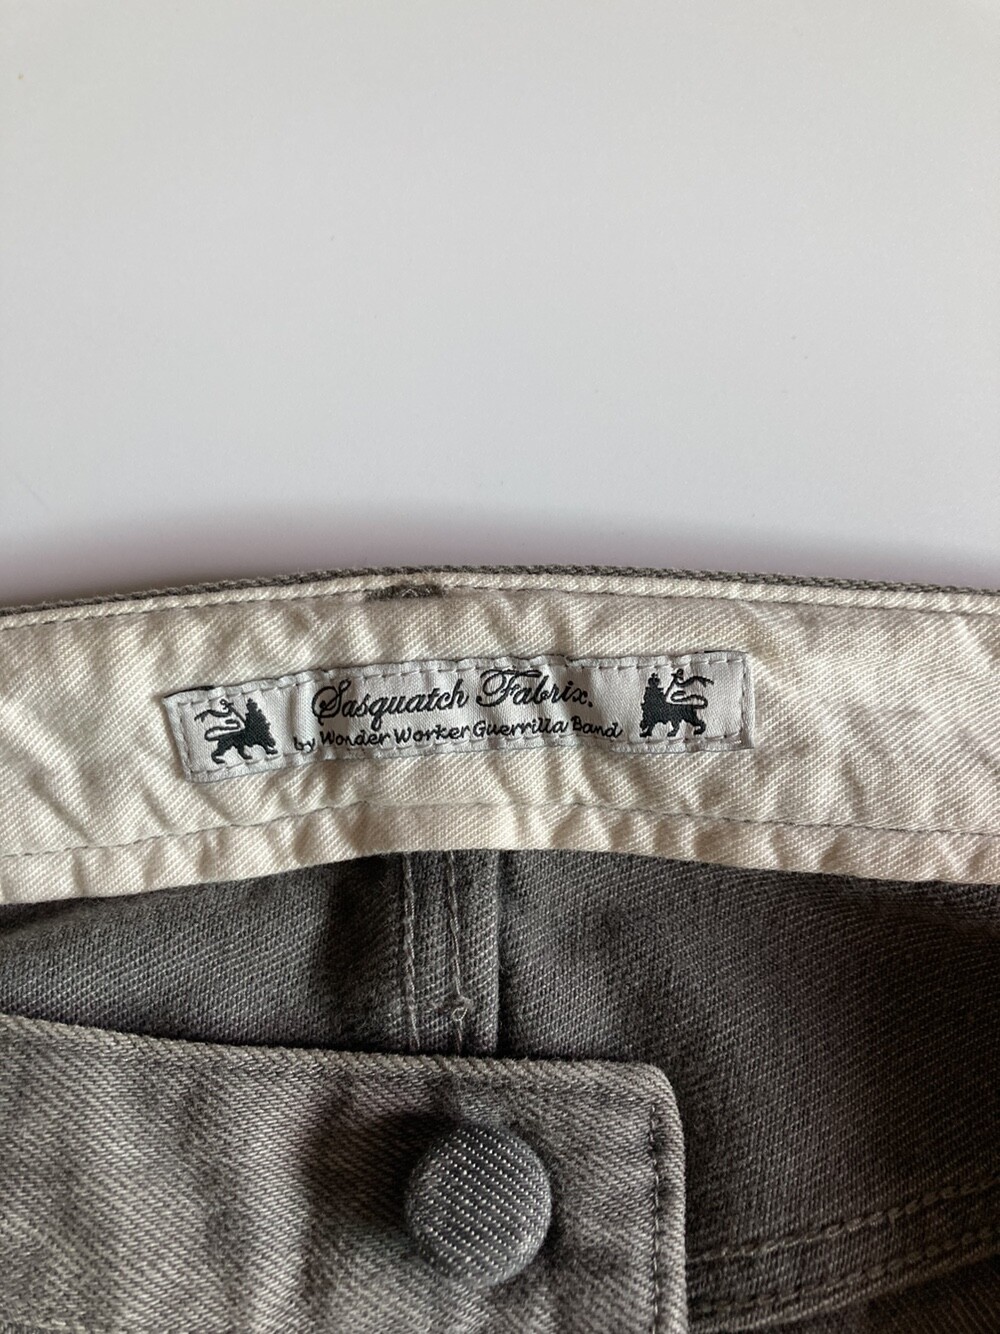 Sasquatch Fabrix.
by Wonder Worker Guerrilla Band